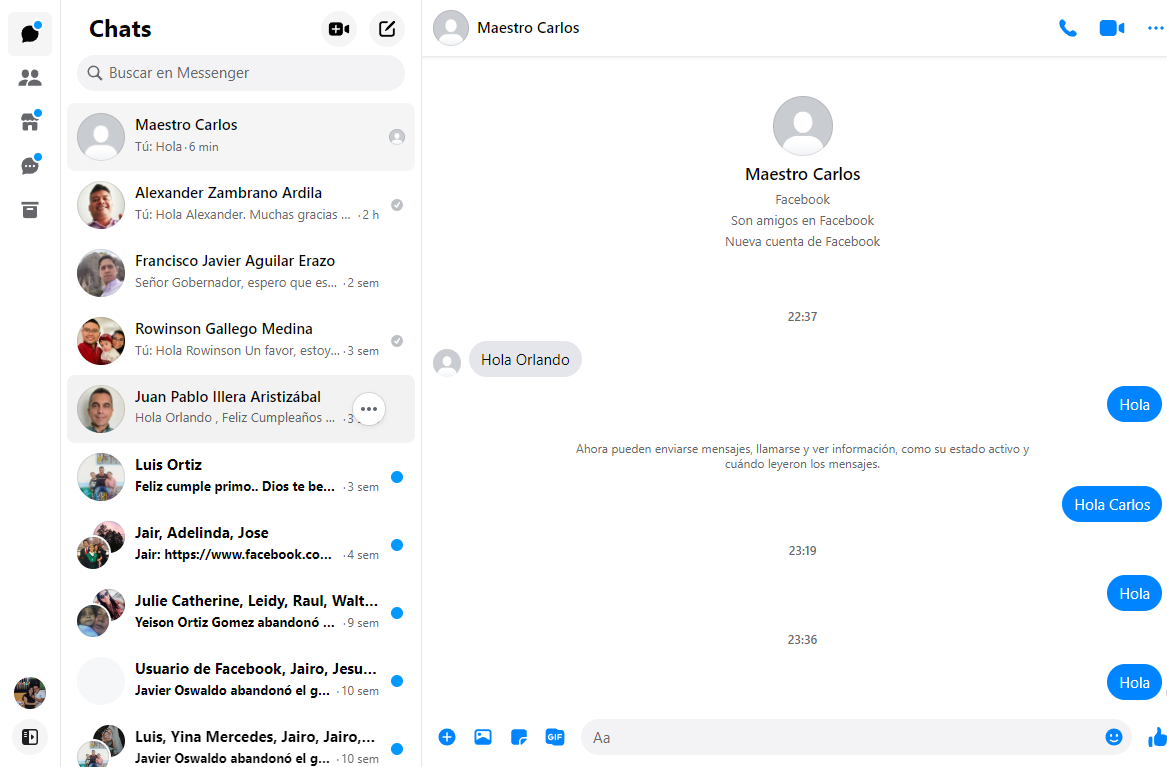 Chats
Buscar en Messenger
Maestro Carlos
Tú: Hola · 6 min
Alexander Zambrano Ardila
Tú: Hola Alexander. Muchas gracias ... · 2 h
Francisco Javier Aguilar Erazo
Señor Gobernador, espero que es... · 2 sem
Rowinson Gallego Medina
Tú: Hola Rowinson Un favor, estoy... · 3 sem
Juan Pablo Illera Aristizábal
Hola Orlando , Feliz Cumpleaños ... · 3
Luis Ortiz
Feliz cumple primo.. Dios te be... · 3 sem
Jair, Adelinda, Jose
Jair: https://www.facebook.co... · 4 sem
Julie Catherine, Leidy, Raul, Walt...
Yeison Ortiz Gomez abandonó ... · 9 sem
Usuario de Facebook, Jairo, Jesu...
Javier Oswaldo abandonó el g... · 10 sem
Luis, Yina Mercedes, Jairo, Jairo,...
Javier Oswaldo abandonó el g... · 10 sem
Maestro Carlos
Maestro Carlos
Facebook
Son amigos en Facebook
Nueva cuenta de Facebook
22:37
Hola Orlando
Hola
Ahora pueden enviarse mensajes, llamarse y ver información, como su estado activo y
cuándo leyeron los mensajes.
Hola Carlos
23:19
Hola
23:36
Hola
GIF
Aa